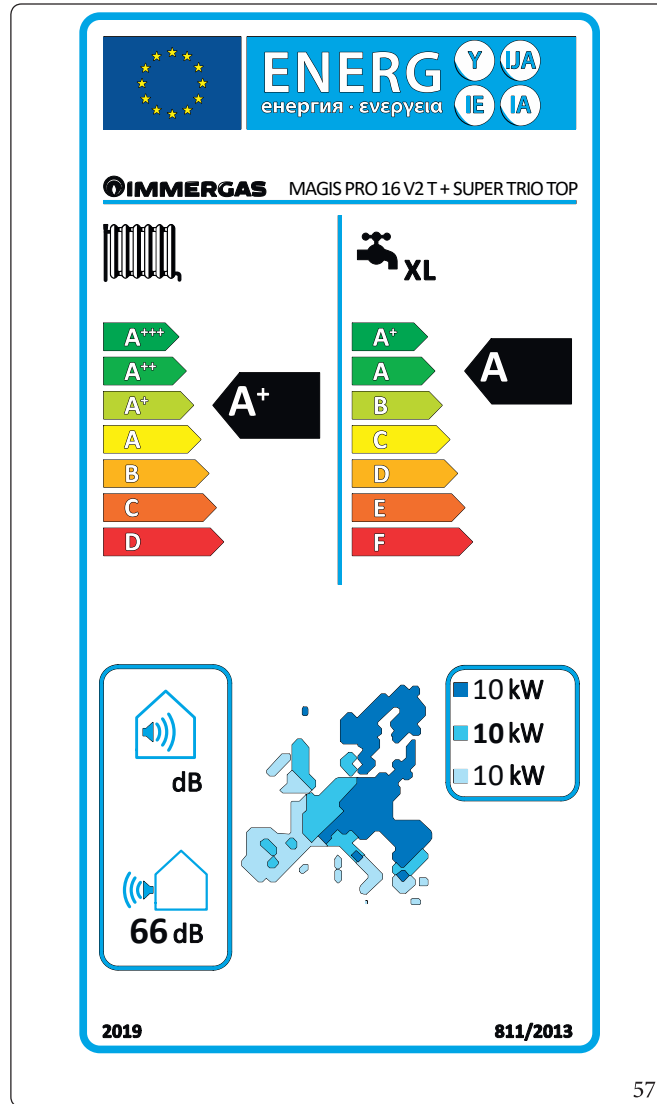 ENERG Y IJA
енергия · ενεργεια IE IA
IMMERGAS MAGIS PRO 16 V2 T + SUPER TRIO TOP
XL
A+++
A++
A+
A
B
C
D
A+
A+
A
B
C
D
E
F
A
dB
66 dB
10 kW
10 kW
10 kW
2019
811/2013
57